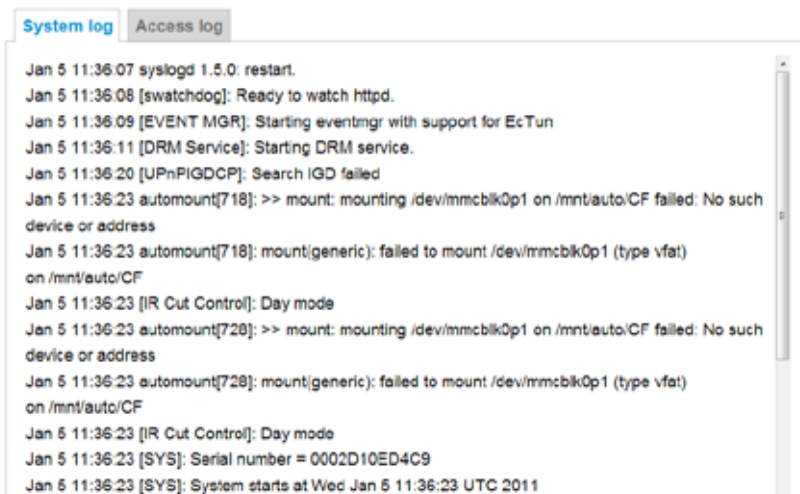 System log
Access log
Jan 5 11:36:07 syslogd 1.5.0: restart.
Jan 5 11:36:08 [swatchdog]: Ready to watch httpd.
Jan 5 11:36:09 [EVENT MGR]: Starting eventmgr with support for EcTun
Jan 5 11:36:11 [DRM Service]: Starting DRM service.
Jan 5 11:36:20 [UPnPIGDCP]: Search IGD failed
Jan 5 11:36:23 automount[718]: >> mount: mounting /dev/mmcblk0p1 on /mnt/auto/CF failed: No such
device or address
Jan 5 11:36:23 automount[718]: mount(generic): failed to mount /dev/mmcblk0p1 (type vfat)
on /mnt/auto/CF
Jan 5 11:36:23 [IR Cut Control]: Day mode
Jan 5 11:36:23 automount[728]: >> mount: mounting /dev/mmcblk0p1 on /mnt/auto/CF failed: No such
device or address
Jan 5 11:36:23 automount[728]: mount(generic): failed to mount /dev/mmcblk0p1 (type vfat)
on /mnt/auto/CF
Jan 5 11:36:23 [IR Cut Control]: Day mode
Jan 5 11:36:23 [SYS]: Serial number = 0002D10ED4C9
Jan 5 11:36:23 [SYS]: System starts at Wed Jan 5 11:36:23 UTC 2011